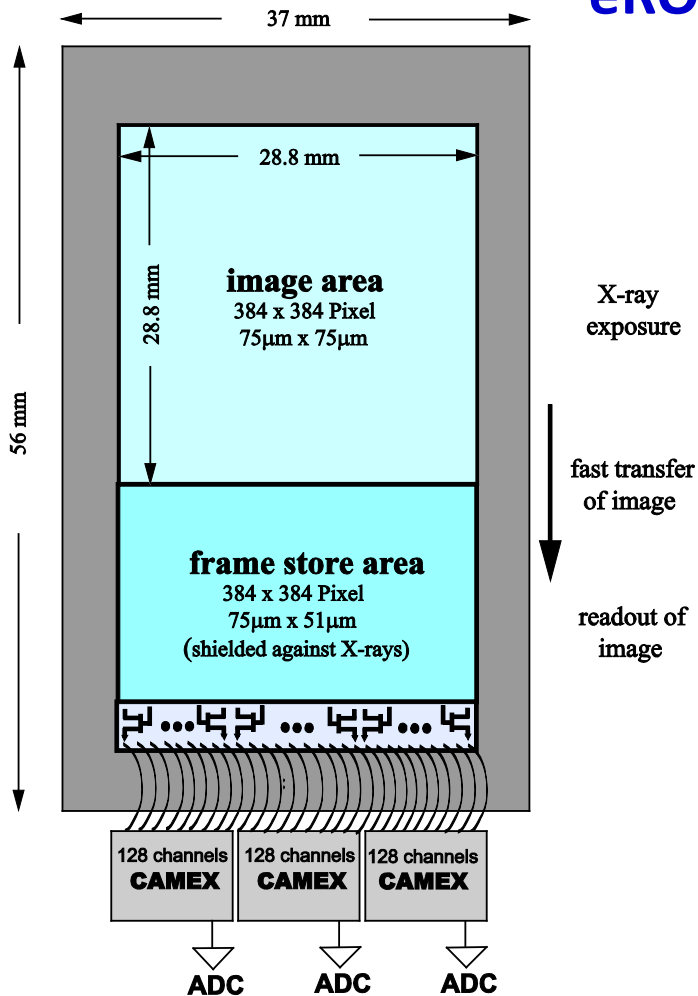 37 mm
28.8 mm
28.8 mm
56 mm
image area
384 x 384 Pixel
75μm x 75μm
X-ray
exposure
fast transfer
of image
frame store area
384 x 384 Pixel
75μm x 51μm
(shielded against X-rays)
readout of
image
128 channels
CAMEX
128 channels
CAMEX
128 channels
CAMEX
ADC
ADC
ADC